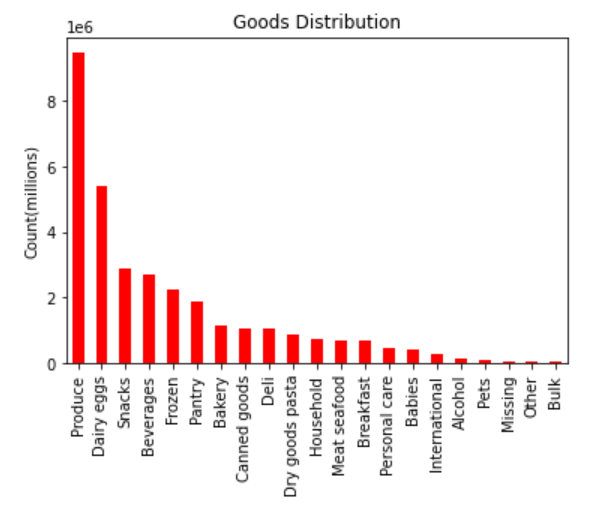 Goods Distribution
1e6
Count(millions)
8
6
4
2
0
Produce
Dairy eggs
Snacks
Beverages
Frozen
Pantry
Bakery
Canned goods
Deli
Dry goods pasta
Household
Meat seafood
Breakfast
Personal care
Babies
International
Alcohol
Pets
Missing
Other
Bulk